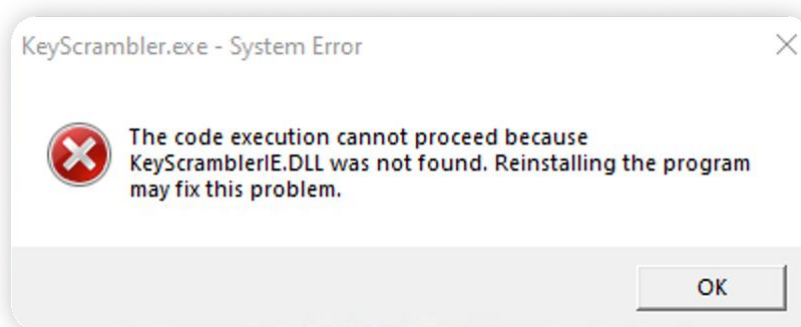 KeyScrambler.exe - System Error
The code execution cannot proceed because
KeyScramblerIE.DLL was not found. Reinstalling the program
may fix this problem.
OK